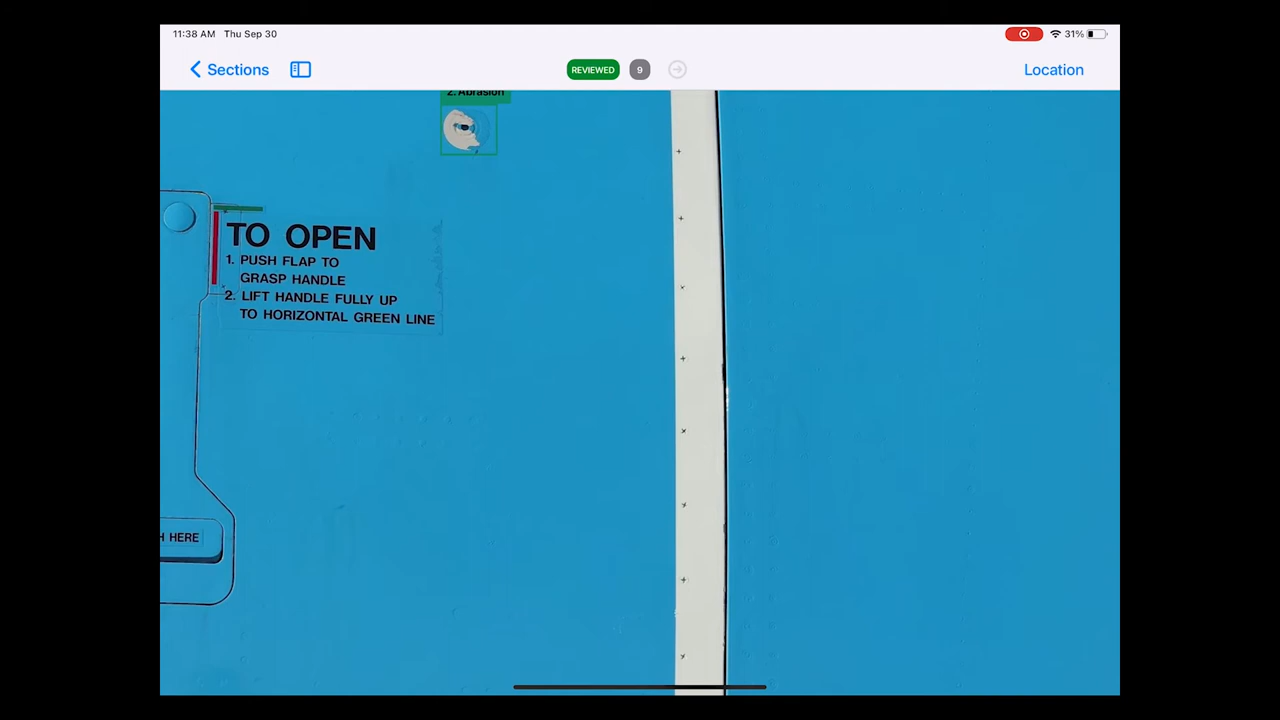 11:38 AM Thu Sep 30
31%
Sections
REVIEWED
9
Location
2. Abrasion
TO OPEN
1. PUSH FLAP TO
GRASP HANDLE
2. LIFT HANDLE FULLY UP
TO HORIZONTAL GREEN LINE
H HERE